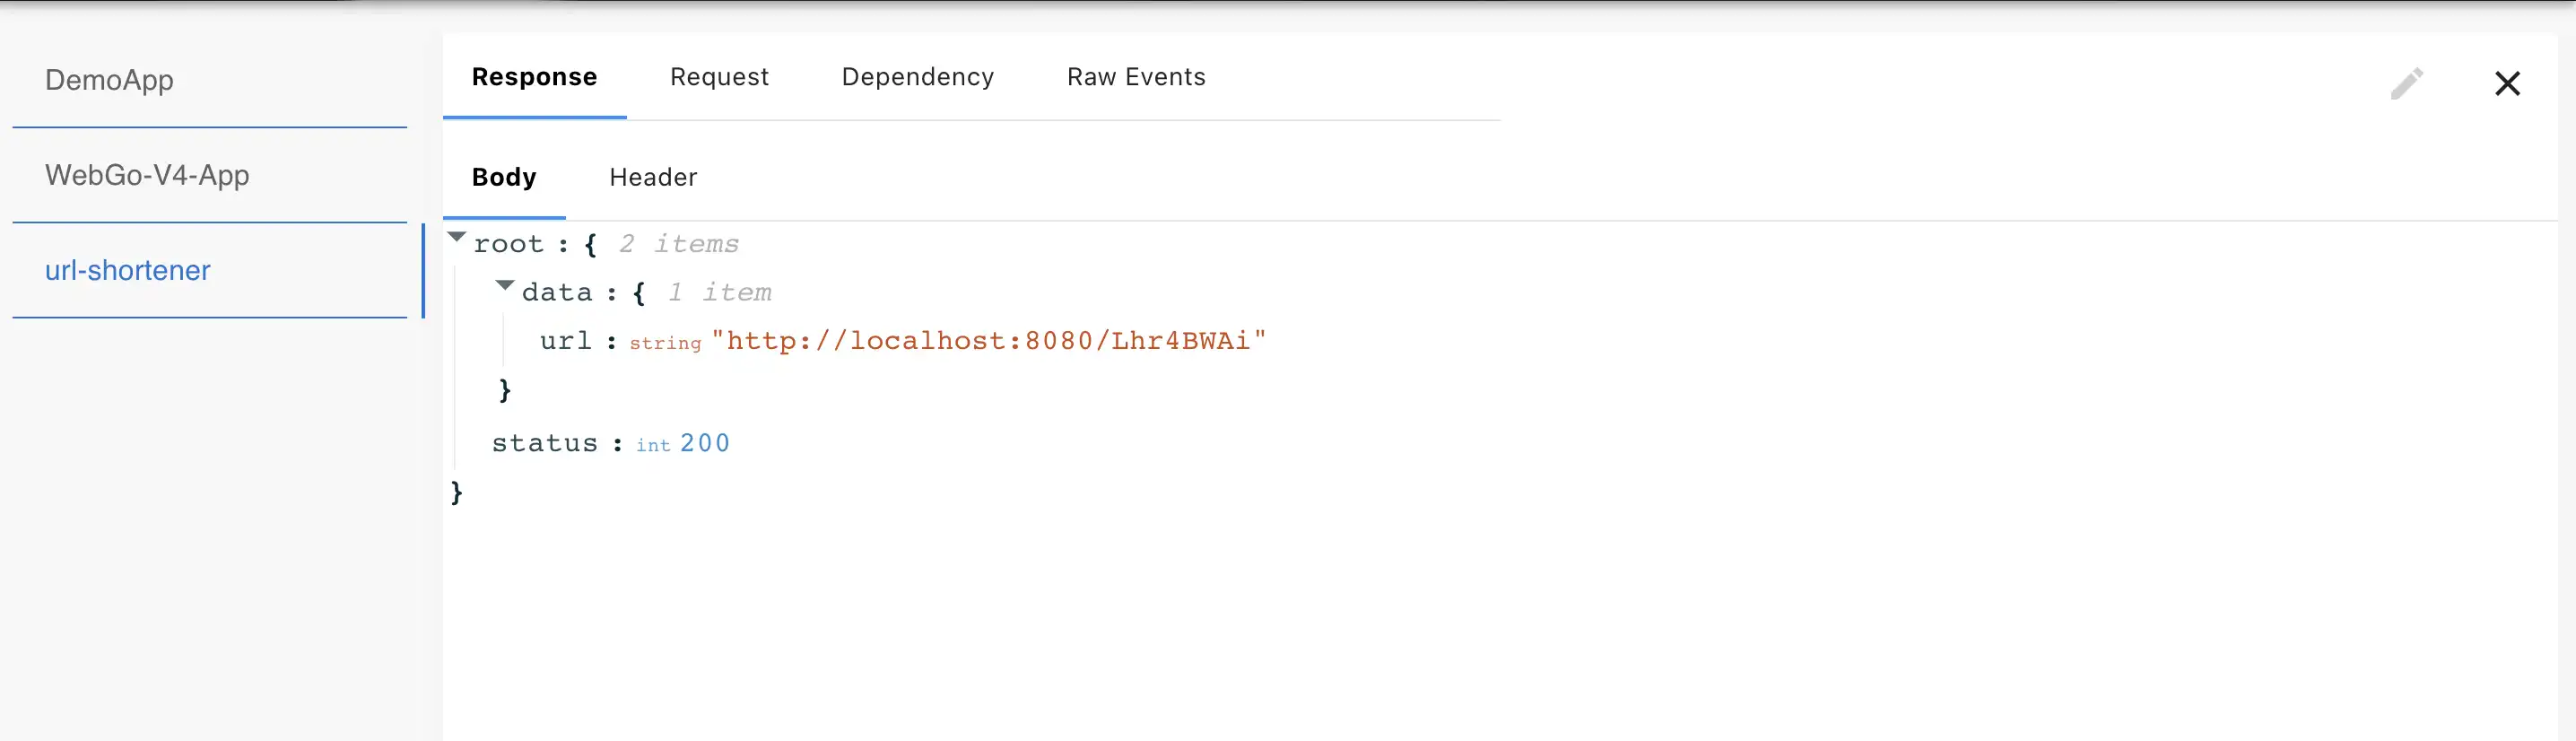 DemoApp
WebGo-V4-App
url-shortener
Response Request Dependency Raw Events
Body Header
root : { 2 items
data : { 1 item
url : string "http://localhost:8080/Lhr4BWAi"
}
status : int 200
}